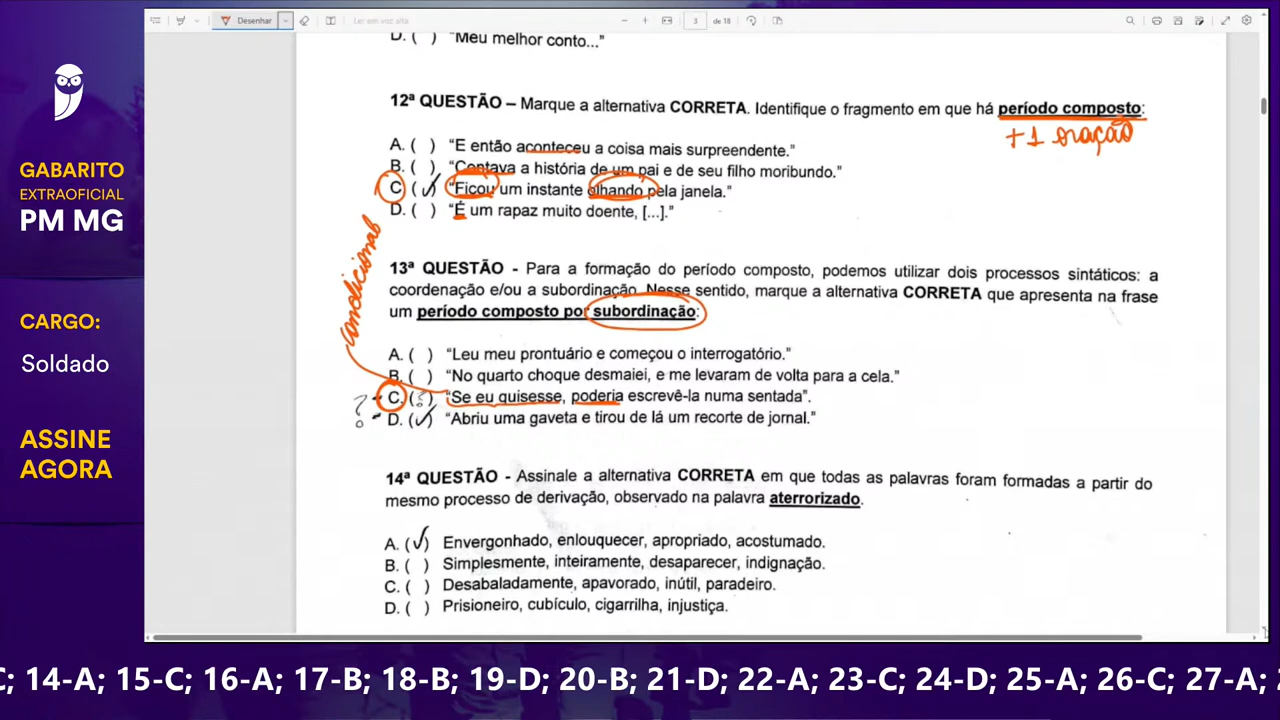 Desenhar
Ler em voz alta
3
de 18
D. ( ) "Meu melhor conto..."
GABARITO
EXTRAOFICIAL
PM MG
CARGO:
Soldado
ASSINE
AGORA
12ª QUESTÃO – Marque a alternativa CORRETA. Identifique o fragmento em que há período composto:
+1 oração
A. ( ) "E então aconteceu a coisa mais surpreendente."
B. ( ) "Contava a história de um pai e de seu filho moribundo."
C ( ) "Ficou um instante olhando pela janela."
D. ( ) "É um rapaz muito doente, [...]."
condicional
13ª QUESTÃO - Para a formação do período composto, podemos utilizar dois processos sintáticos: a
coordenação e/ou a subordinação. Nesse sentido, marque a alternativa CORRETA que apresenta na frase
um período composto por subordinação:
A. ( ) "Leu meu prontuário e começou o interrogatório."
B. ( ) "No quarto choque desmaiei, e me levaram de volta para a cela."
? C. (?) "Se eu quisesse, poderia escrevê-la numa sentada".
D. ( ) "Abriu uma gaveta e tirou de lá um recorte de jornal."
14ª QUESTÃO - Assinale a alternativa CORRETA em que todas as palavras foram formadas a partir do
mesmo processo de derivação, observado na palavra aterrorizado.
A. ( ) Envergonhado, enlouquecer, apropriado, acostumado.
B. ( ) Simplesmente, inteiramente, desaparecer, indignação.
C. ( ) Desabaladamente, apavorado, inútil, paradeiro.
D. ( ) Prisioneiro, cubículo, cigarrilha, injustiça.
C; 14-A; 15-C; 16-A; 17-B; 18-B; 19-D; 20-B; 21-D; 22-A; 23-C; 24-D; 25-A; 26-C; 27-A;